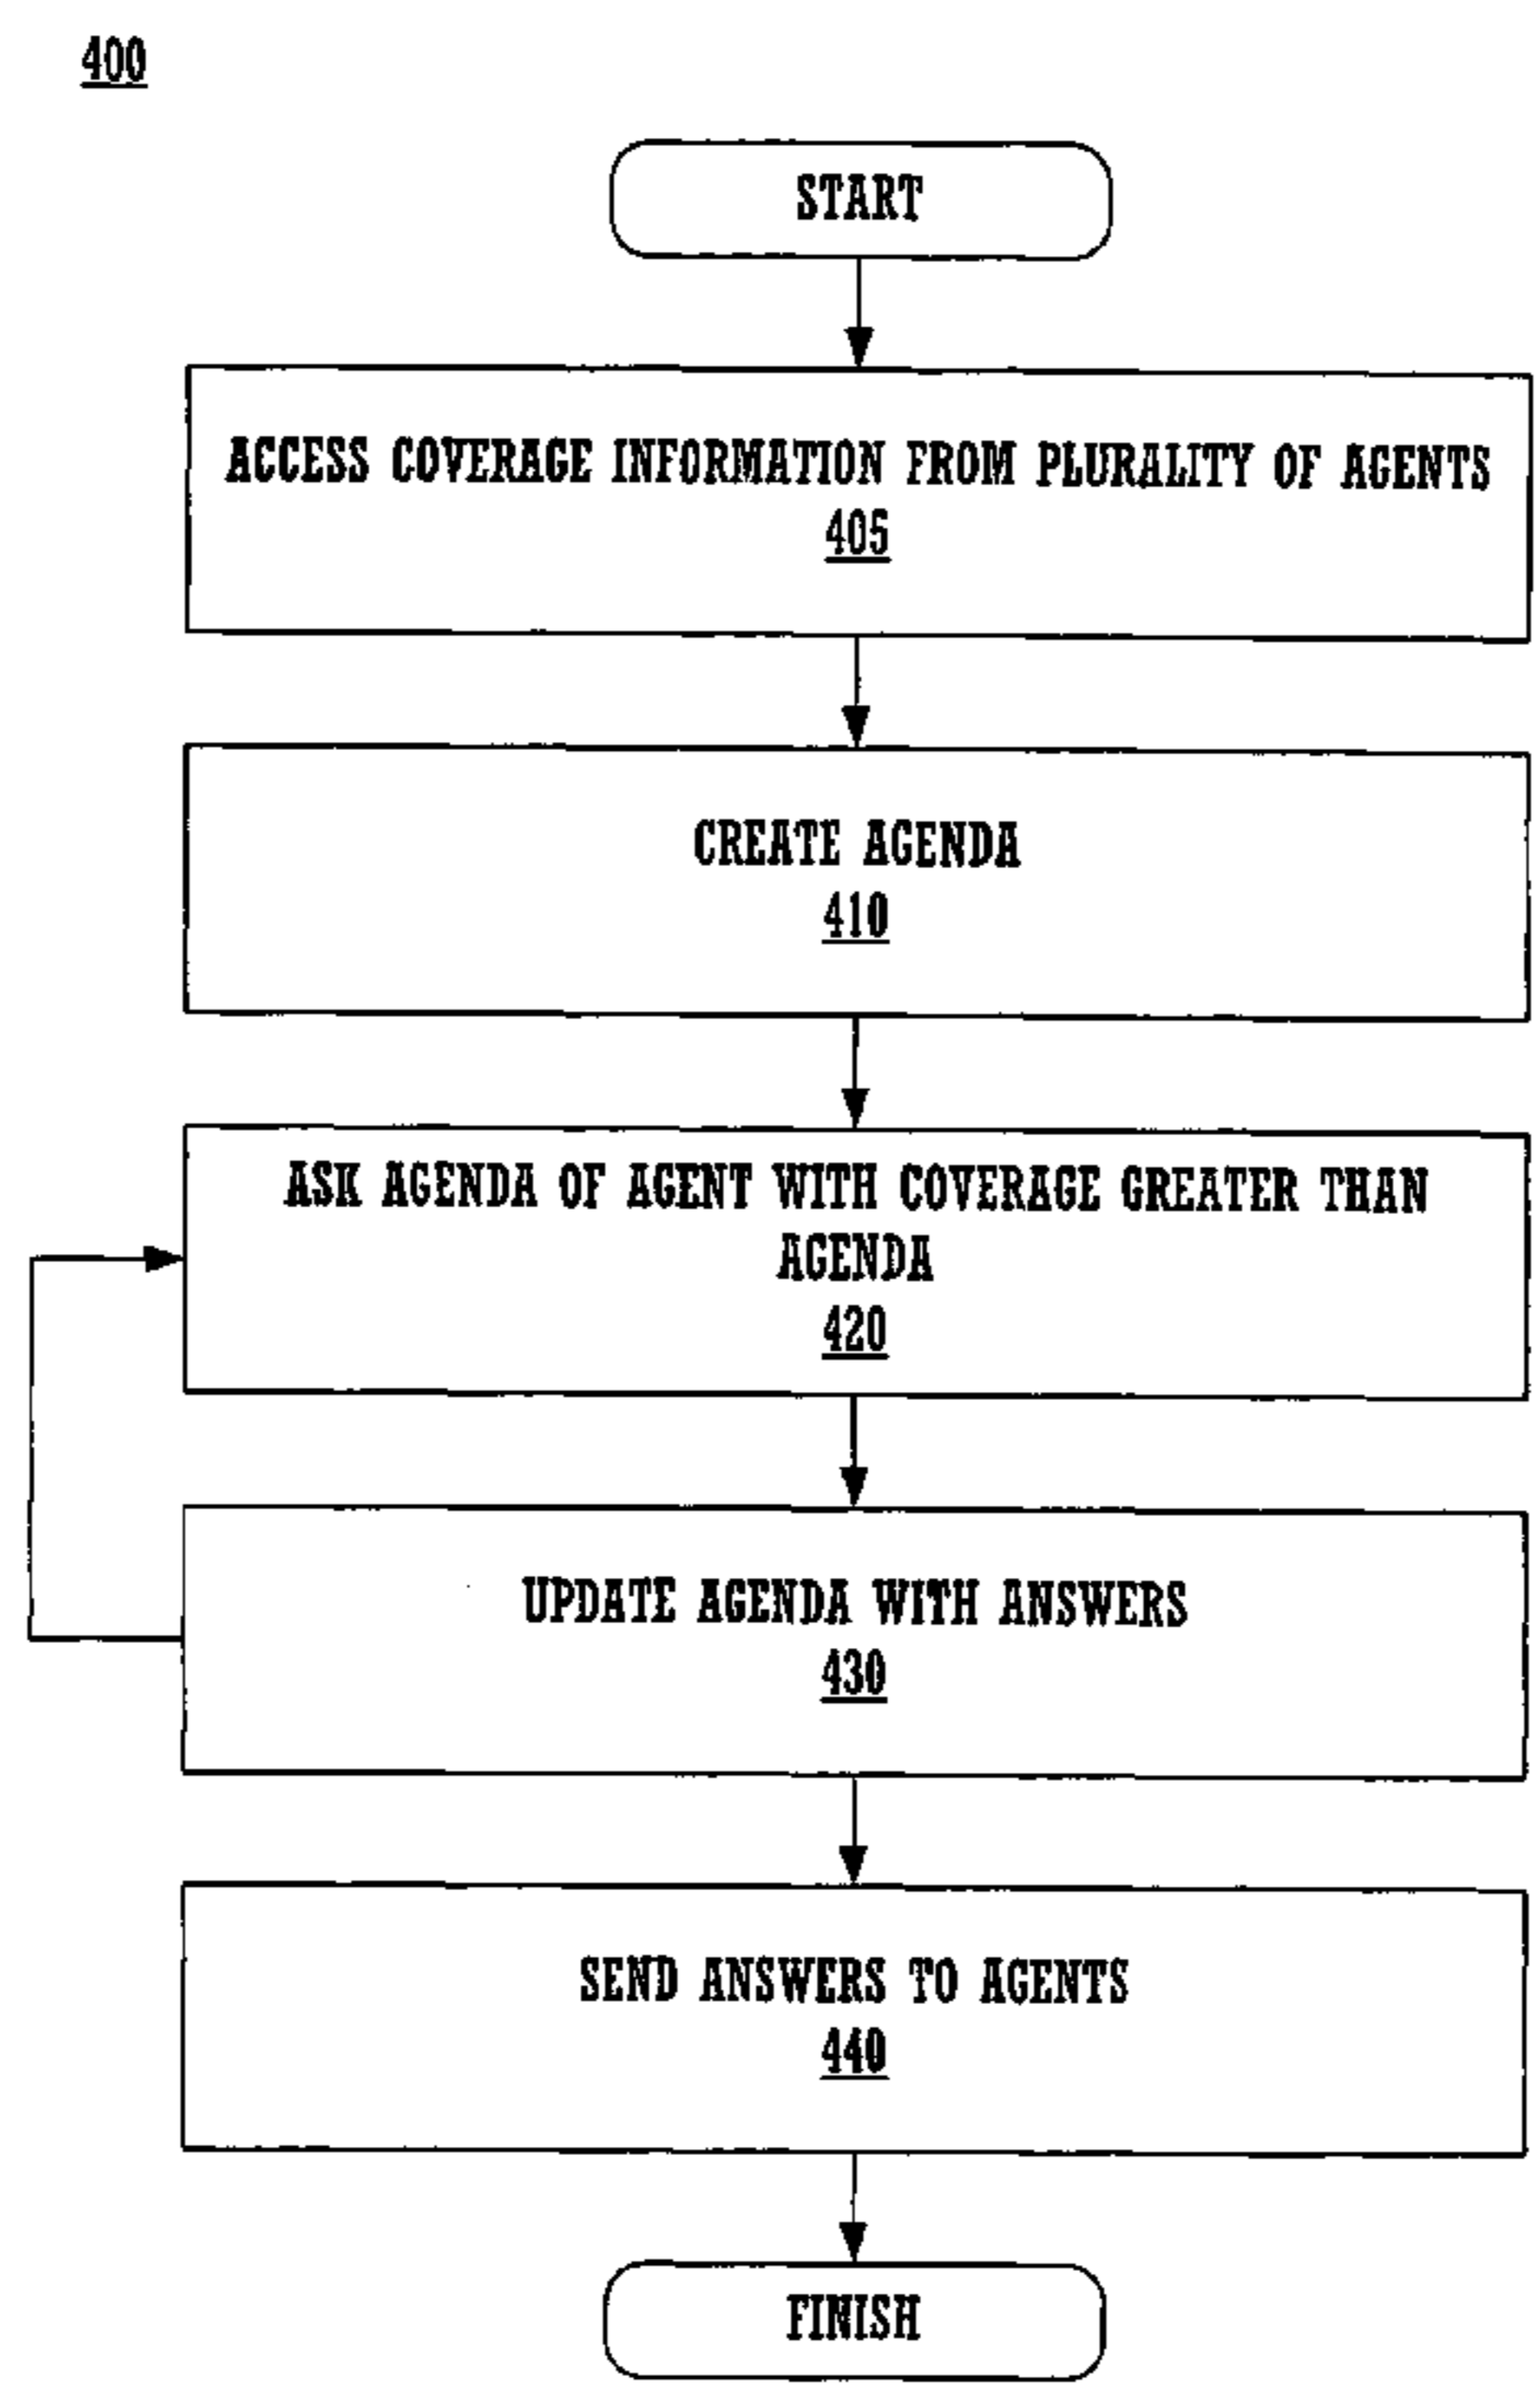 400
START
ACCESS COVERAGE INFORMATION FROM PLURALITY OF AGENTS
405
CREATE AGENDA
410
ASK AGENDA OF AGENT WITH COVERAGE GREATER THAN
AGENDA
420
UPDATE AGENDA WITH ANSWERS
430
SEND ANSWERS TO AGENTS
440
FINISH